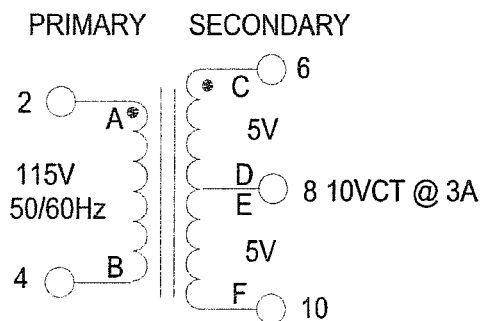 PRIMARY SECONDARY
6
C
2
A
5V
115V
50/60Hz
D
8 10VCT @ 3A
E
5V
4
B
F
10